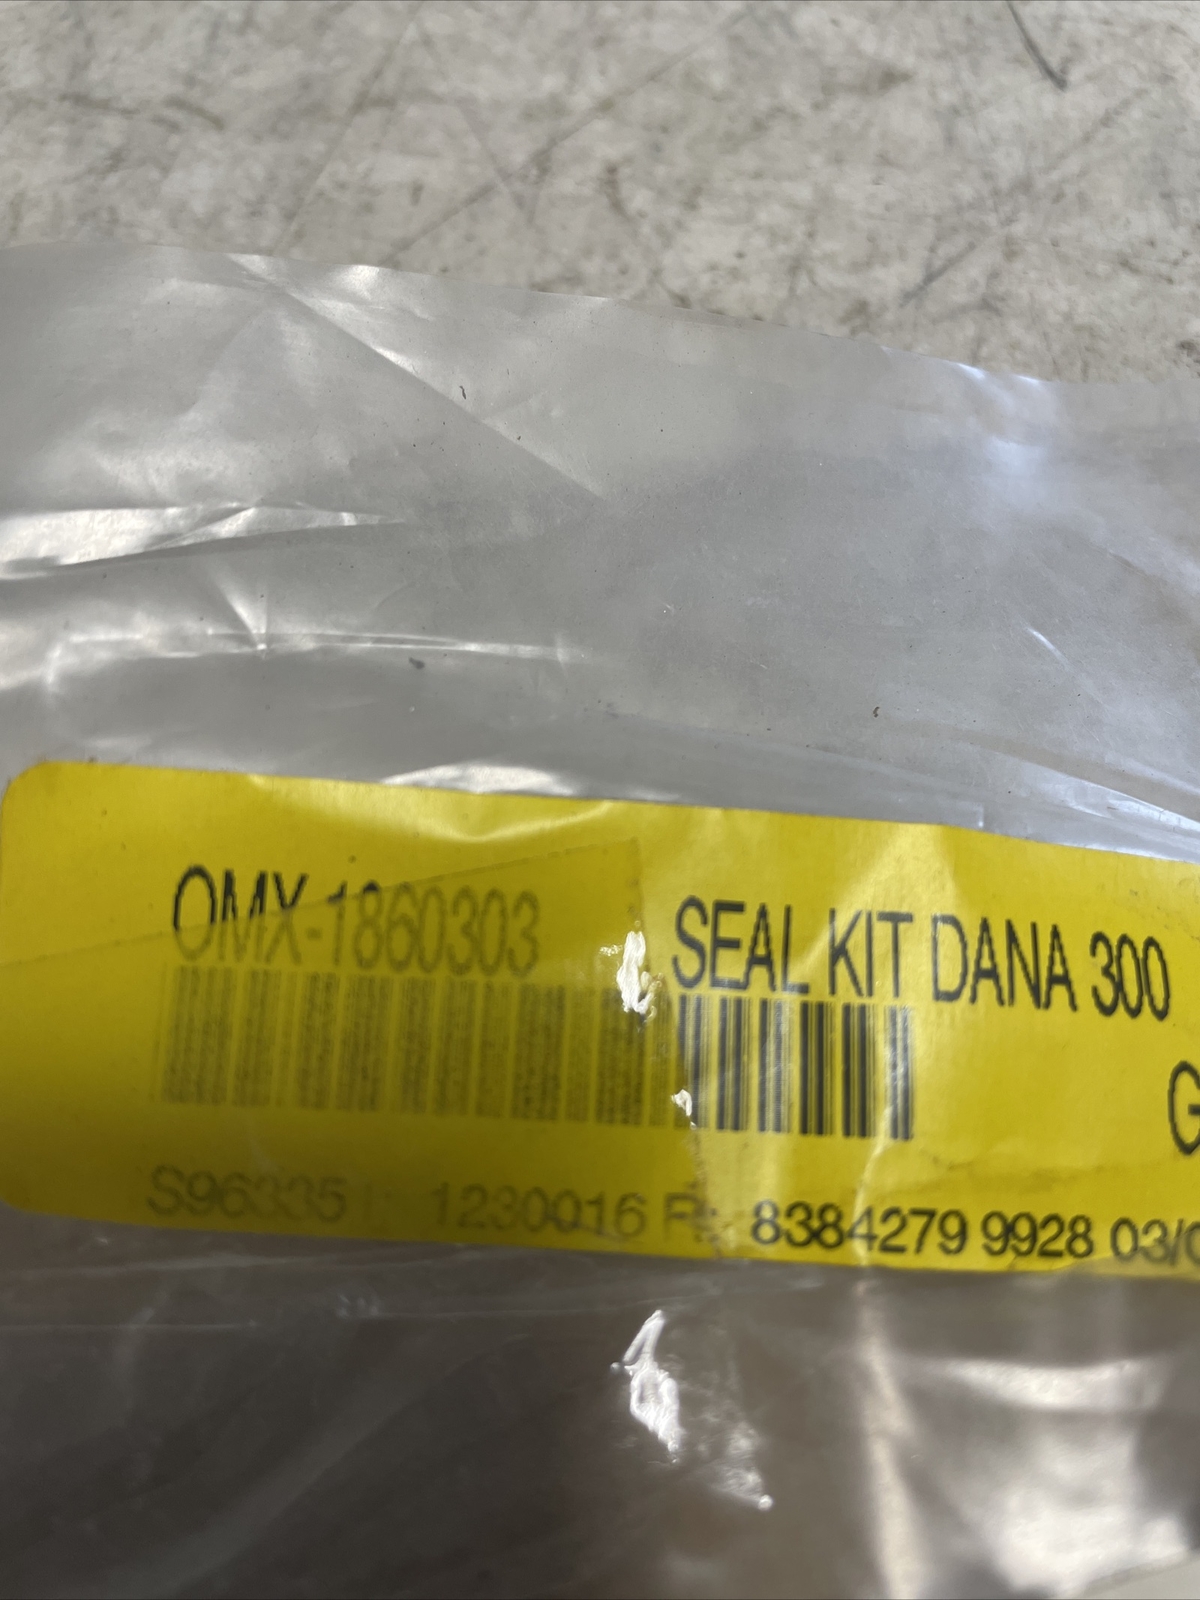 OMX-1860303 SEAL KIT DANA 300
G
S96335 1230016 R: 8384279 9928 03/0